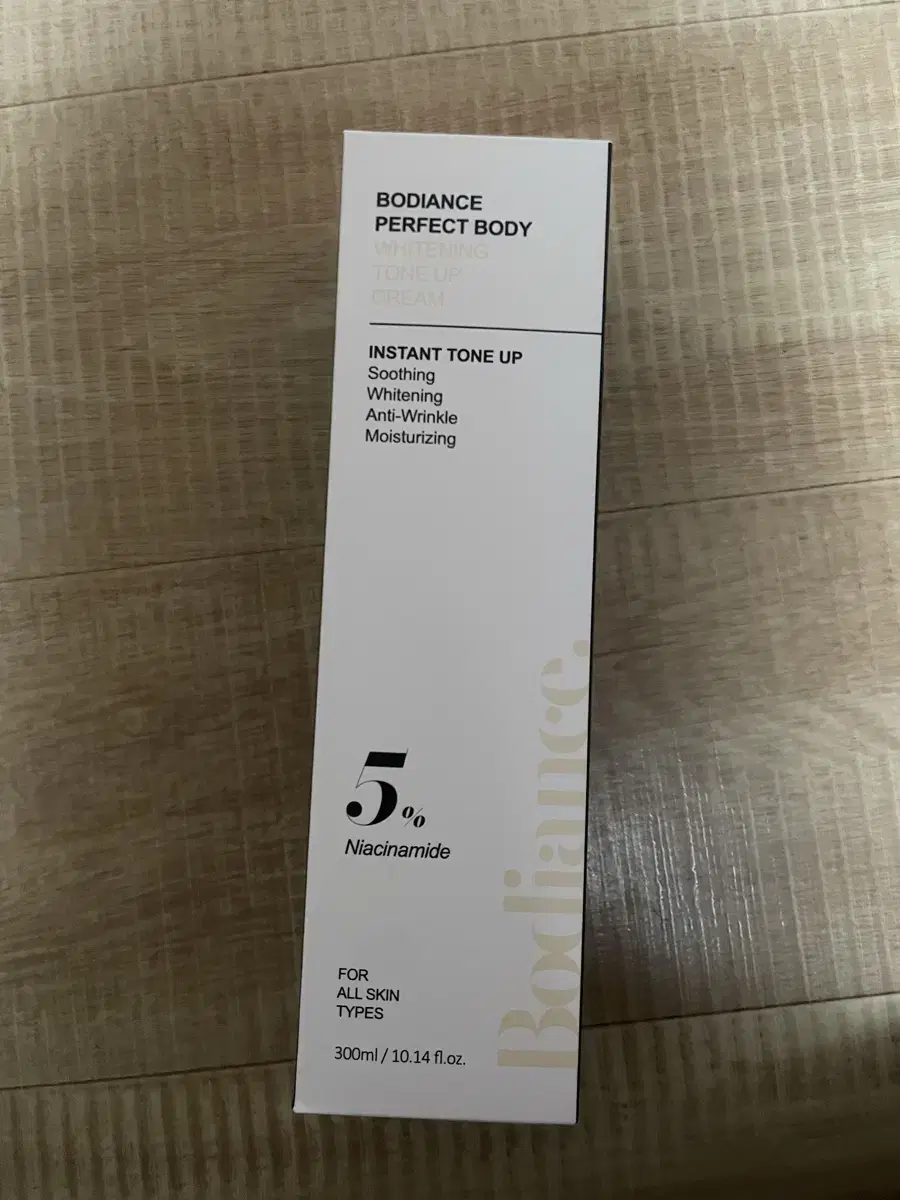 BODIANCE
PERFECT BODY
WHITENING
TONE UP
CREAM
INSTANT TONE UP
Soothing
Whitening
Anti-Wrinkle
Moisturizing
5%
Niacinamide
FOR
ALL SKIN
TYPES
300ml / 10.14 fl.oz.
Bodiance.